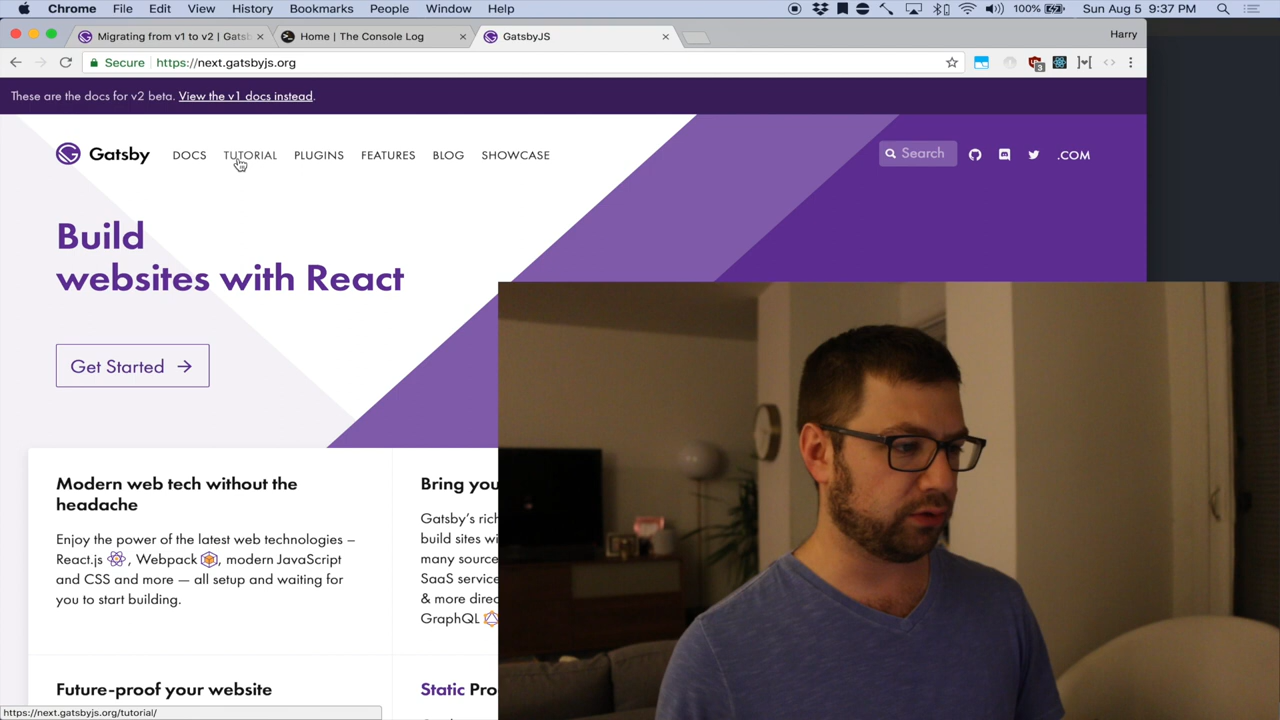 Chrome File Edit View History Bookmarks People Window Help 100% Sun Aug 5 9:37 PM
Migrating from v1 to v2 | Gats Home | The Console Log GatsbyJS Harry
Secure https://next.gatsbyjs.org 3
These are the docs for v2 beta. View the v1 docs instead.
Gatsby DOCS TUTORIAL PLUGINS FEATURES BLOG SHOWCASE Search .COM
Build
websites with React
Get Started →
Modern web tech without the
headache
Enjoy the power of the latest web technologies –
React.js , Webpack , modern JavaScript
and CSS and more — all setup and waiting for
you to start building.
Bring you
Gatsby's rich
build sites wi
many source
SaaS service
& more direc
GraphQL
Future-proof your website
Static Pro
https://next.gatsbyjs.org/tutorial/